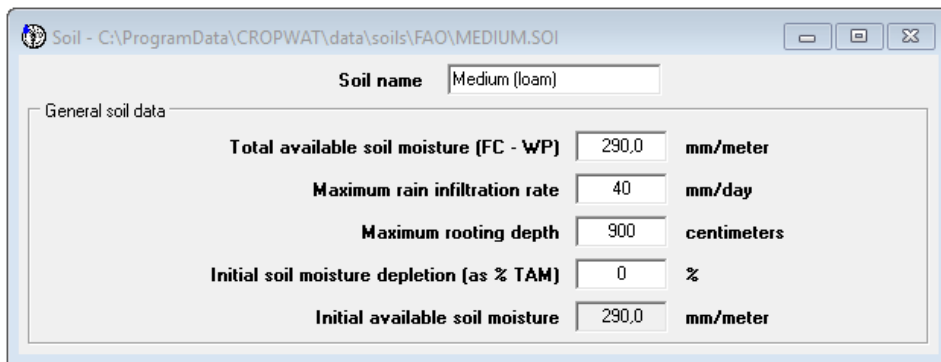 Soil - C:\ProgramData\CROPWAT\data\soils\FAO\MEDIUM.SOI
Soil name Medium (loam)
General soil data
Total available soil moisture (FC - WP) 290,0 mm/meter
Maximum rain infiltration rate 40 mm/day
Maximum rooting depth 900 centimeters
Initial soil moisture depletion (as % TAM) 0 %
Initial available soil moisture 290,0 mm/meter